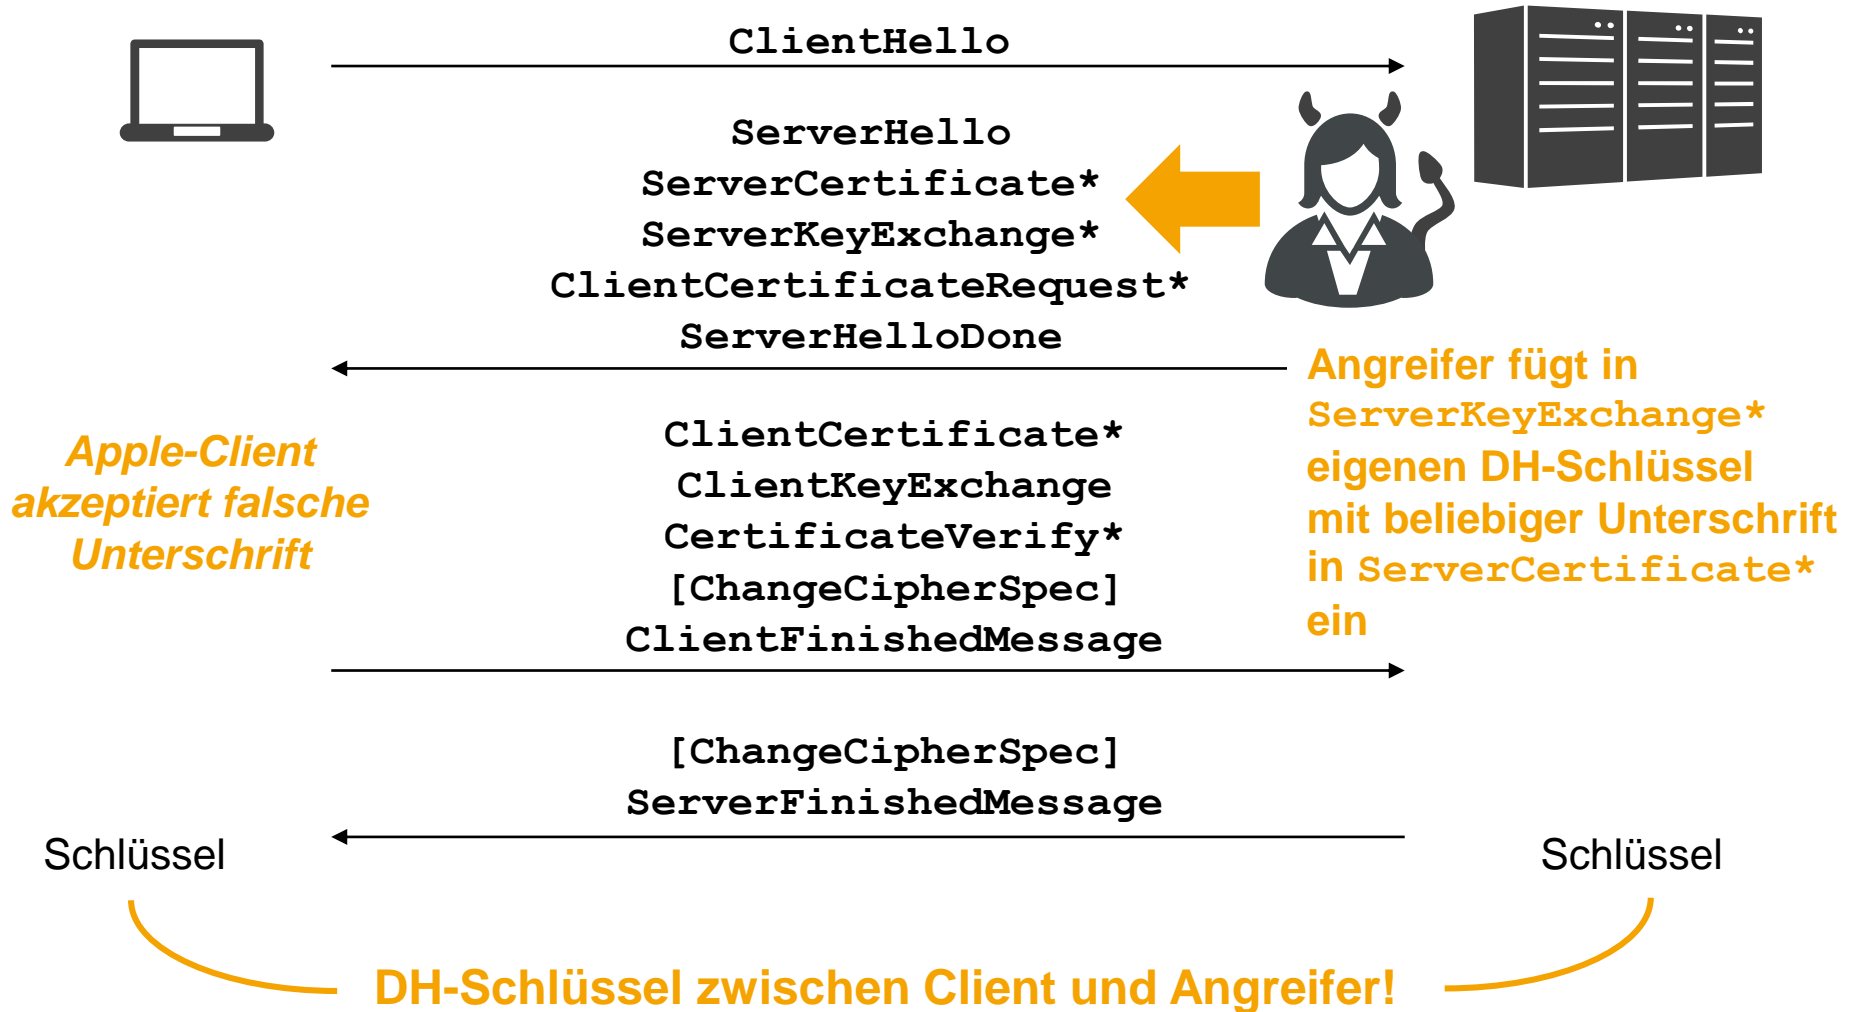 ClientHello
ServerHello
ServerCertificate*
ServerKeyExchange*
ClientCertificateRequest*
ServerHelloDone
Angreifer fügt in
ServerKeyExchange*
eigenen DH-Schlüssel
mit beliebiger Unterschrift
in ServerCertificate*
ein
Apple-Client
akzeptiert falsche
Unterschrift
ClientCertificate*
ClientKeyExchange
CertificateVerify*
[ChangeCipherSpec]
ClientFinishedMessage
[ChangeCipherSpec]
ServerFinishedMessage
Schlüssel
Schlüssel
DH-Schlüssel zwischen Client und Angreifer!